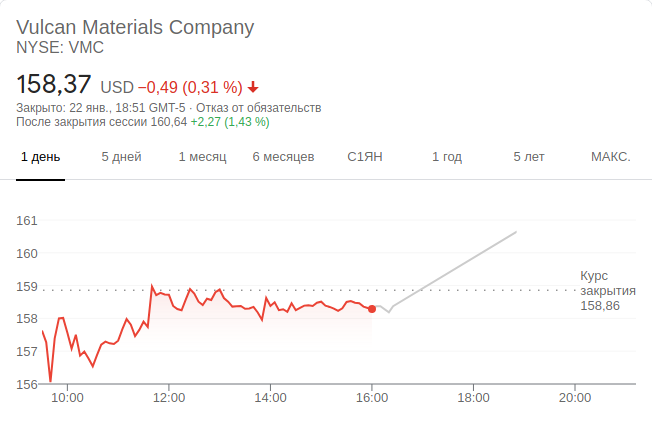 Vulcan Materials Company
NYSE: VMC
158,37 USD −0,49 (0,31 %)
Закрыто: 22 янв., 18:51 GMT-5 · Отказ от обязательств
После закрытия сессии 160,64 +2,27 (1,43 %)
1 день 5 дней 1 месяц 6 месяцев С1ЯН 1 год 5 лет МАКС.
161
160
159
158
157
156
Курс
закрытия
158,86
10:00 12:00 14:00 16:00 18:00 20:00